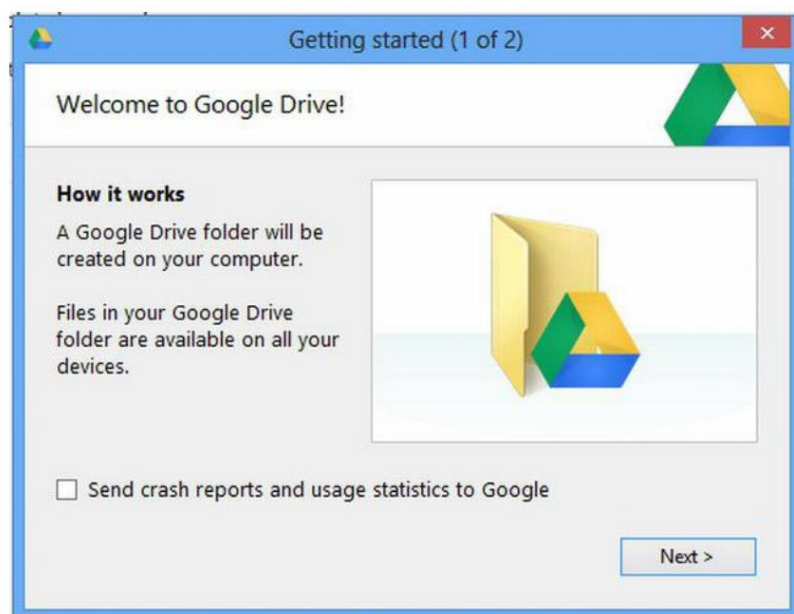 Getting started (1 of 2)
Welcome to Google Drive!
How it works
A Google Drive folder will be
created on your computer.
Files in your Google Drive
folder are available on all your
devices.
Send crash reports and usage statistics to Google
Next >